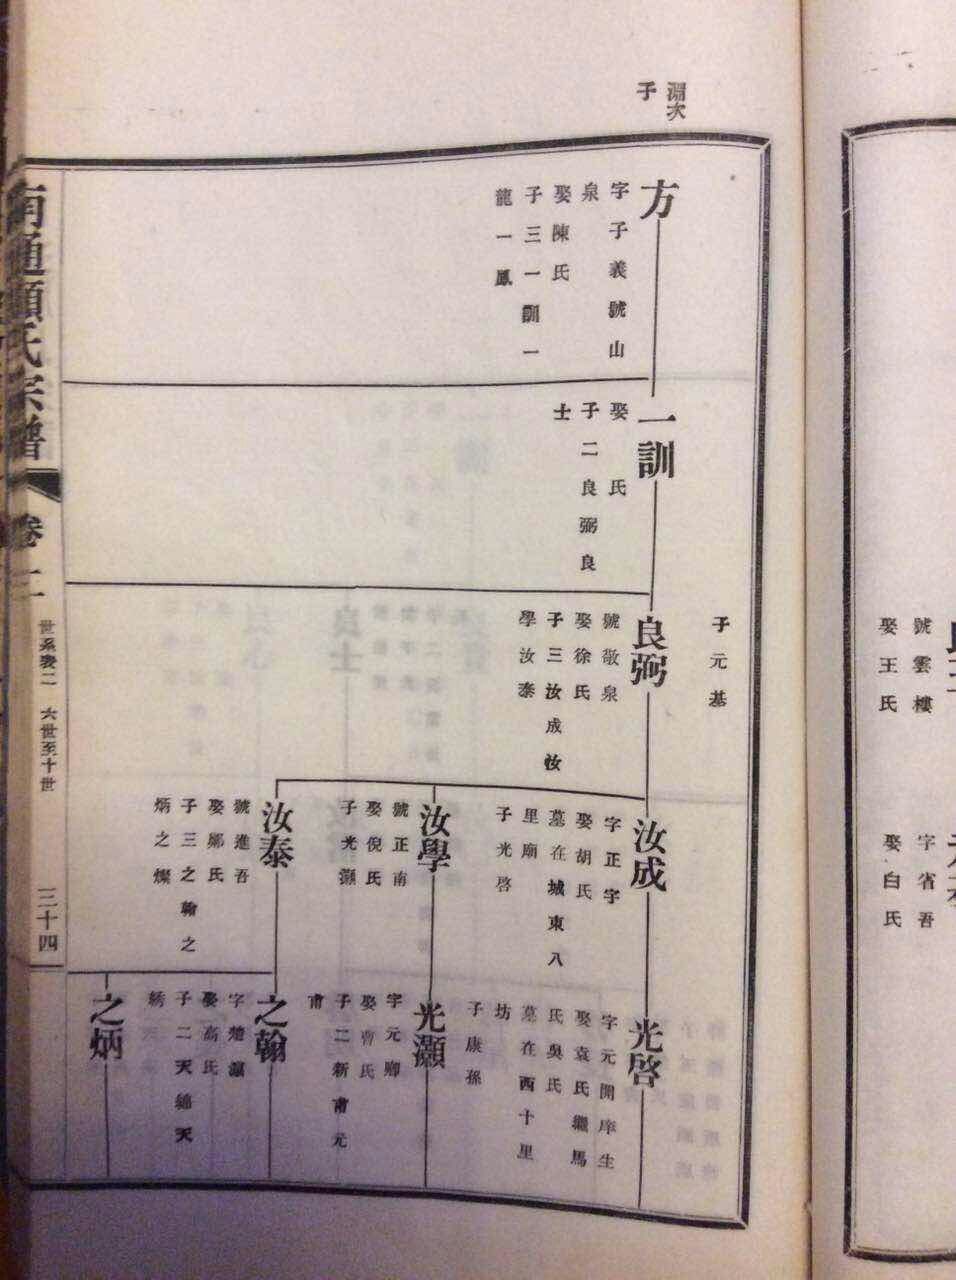 淵次
子
方
字子義號山
泉
娶陳氏
子三一訓一
龍一鳳
一訓
娶　氏
子二良弼良
士
子元基
良弼
號敬泉
娶徐氏
子三汝成汝
學汝泰
汝成
字正字
娶胡氏
墓在城東八
里廟
子光啓
汝學
號正南
娶倪氏
子光灝
汝泰
號進吾
娶鄭氏
子三之翰之
炳之燦
光啓
字元開庠生
娶袁氏繼馬
氏吳氏
墓在西十里
坊
子康孫
光灝
字元卿
娶曹氏
子二新甫元
甫
之翰
字楚瀛
娶高氏
子二天錦天
綉
之炳
南通顧氏宗譜
卷二
世系表二　六世至十世
三十四
號雲樓
娶王氏
字省吾
娶白氏